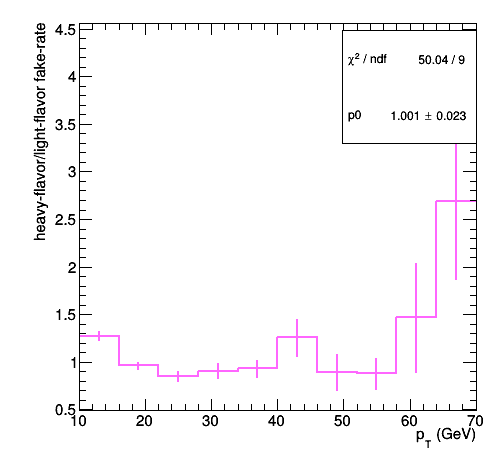 heavy-flavor/light-flavor fake-rate
4.5
4
3.5
3
2.5
2
1.5
1
0.5
χ² / ndf 50.04 / 9
p0 1.001 ± 0.023
10 20 30 40 50 60 70
p_T (GeV)